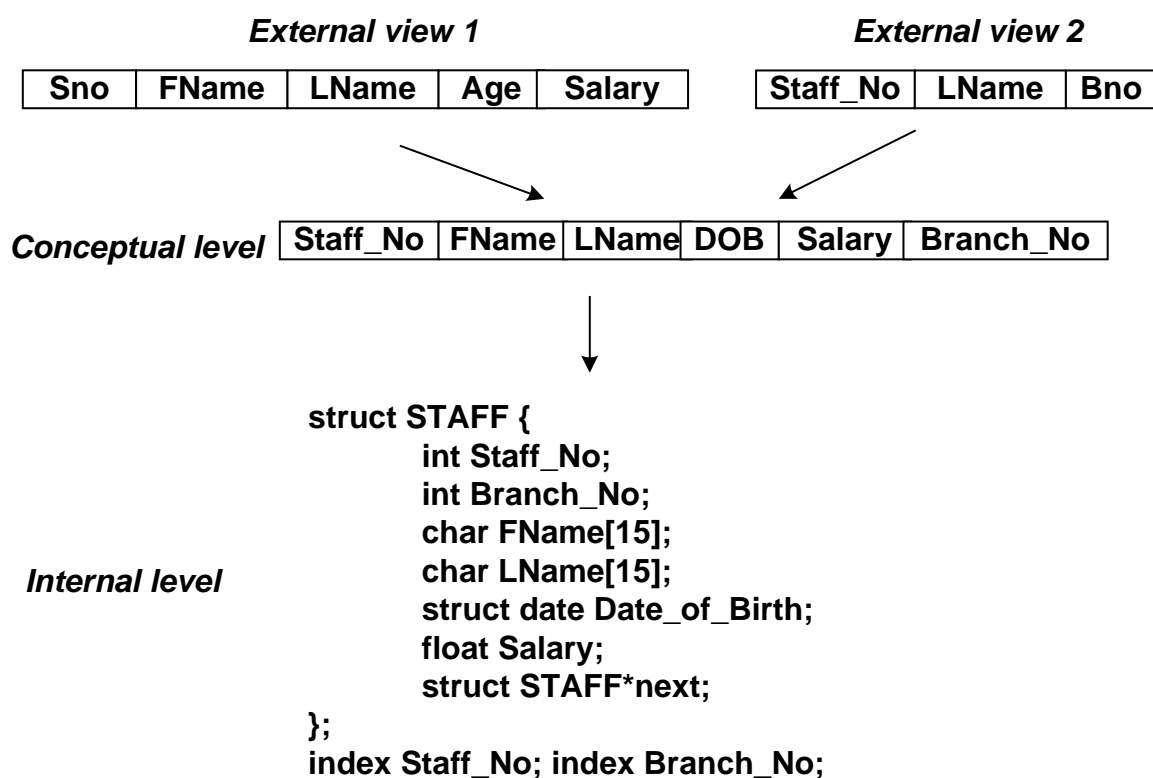 External view 1 External view 2
Sno FName LName Age Salary Staff_No LName Bno
Conceptual level Staff_No FName LName DOB Salary Branch_No
struct STAFF {
int Staff_No;
int Branch_No;
char FName[15];
char LName[15];
Internal level
struct date Date_of_Birth;
float Salary;
struct STAFF*next;
};
index Staff_No; index Branch_No;